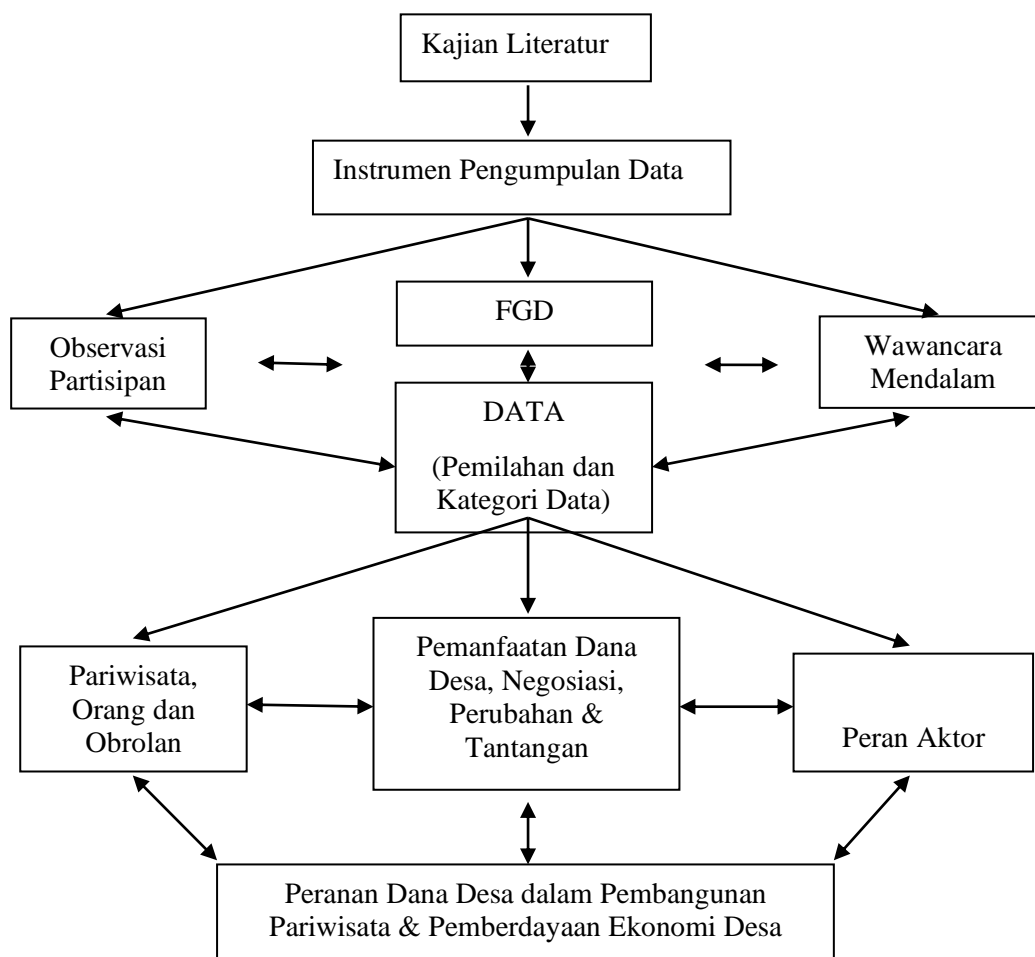 Kajian Literatur
Instrumen Pengumpulan Data
FGD
Observasi
Partisipan
Wawancara
Mendalam
DATA
(Pemilahan dan
Kategori Data)
Pariwisata,
Orang dan
Obrolan
Pemanfaatan Dana
Desa, Negosiasi,
Perubahan &
Tantangan
Peran Aktor
Peranan Dana Desa dalam Pembangunan
Pariwisata & Pemberdayaan Ekonomi Desa